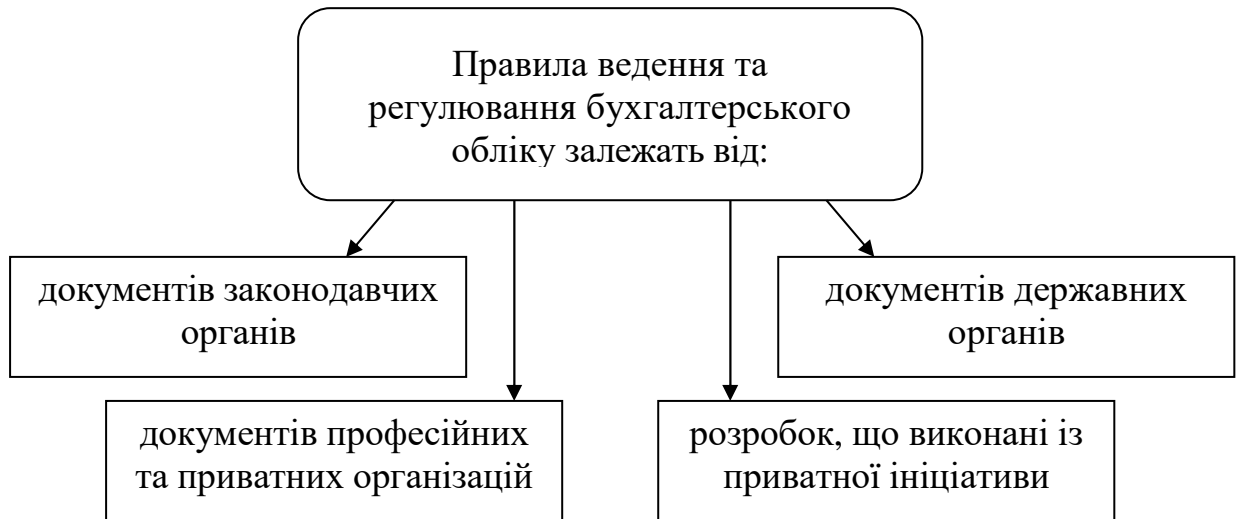 Правила ведення та
регулювання бухгалтерського
обліку залежать від:
документів законодавчих
органів
документів державних
органів
документів професійних
та приватних організацій
розробок, що виконані із
приватної ініціативи